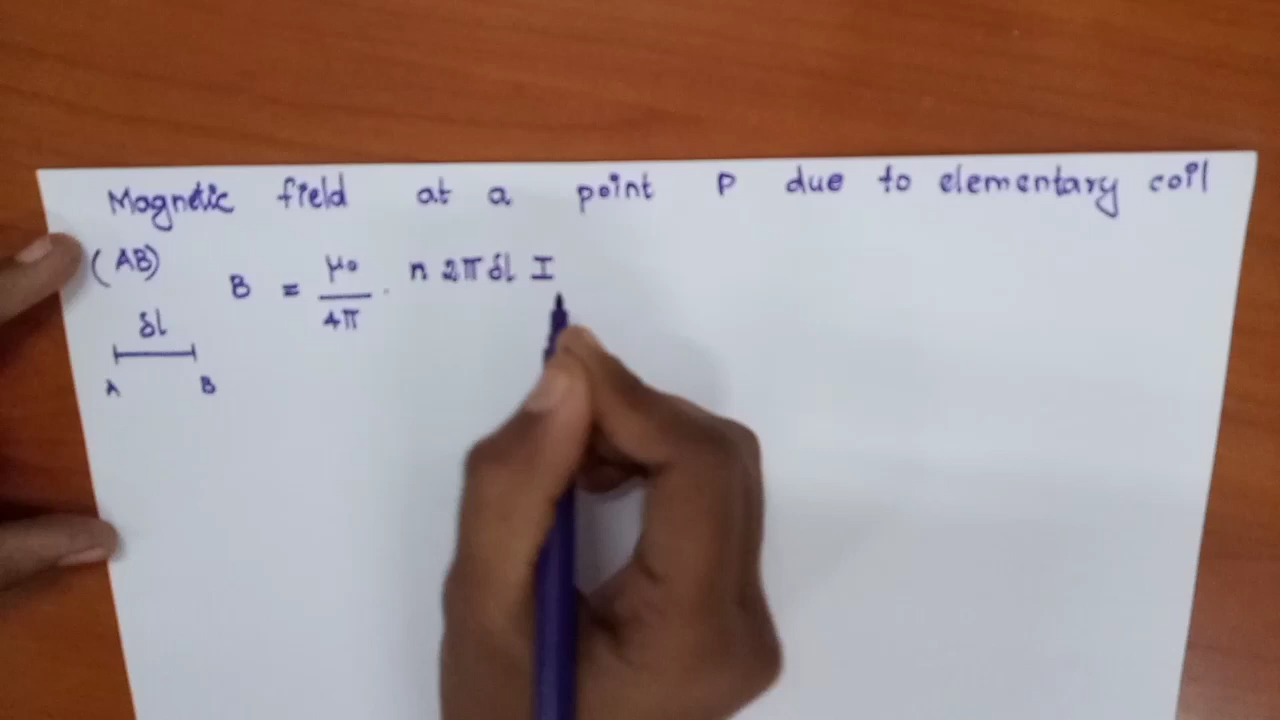 Magnetic field at a point P due to elementary coil
(AB)
B = μ₀ / 4π . n 2π δl I
δl
A B